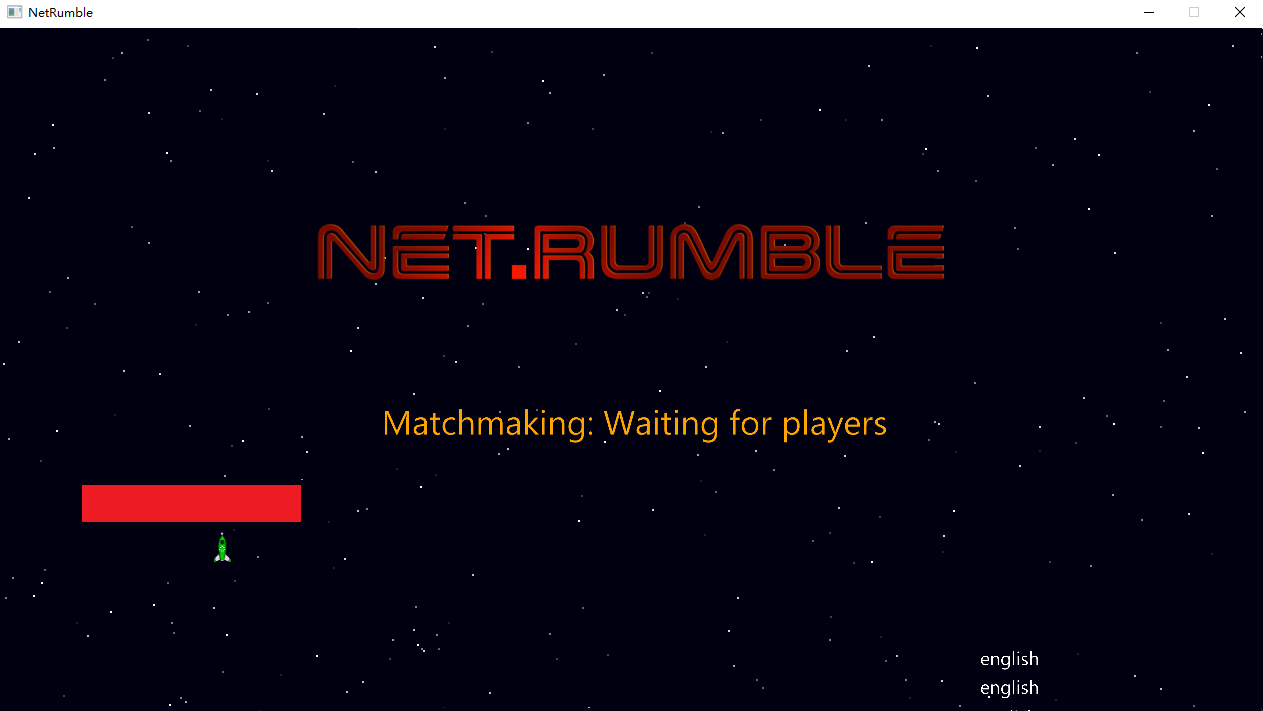 NetRumble
NET.RUMBLE
Matchmaking: Waiting for players
english
english